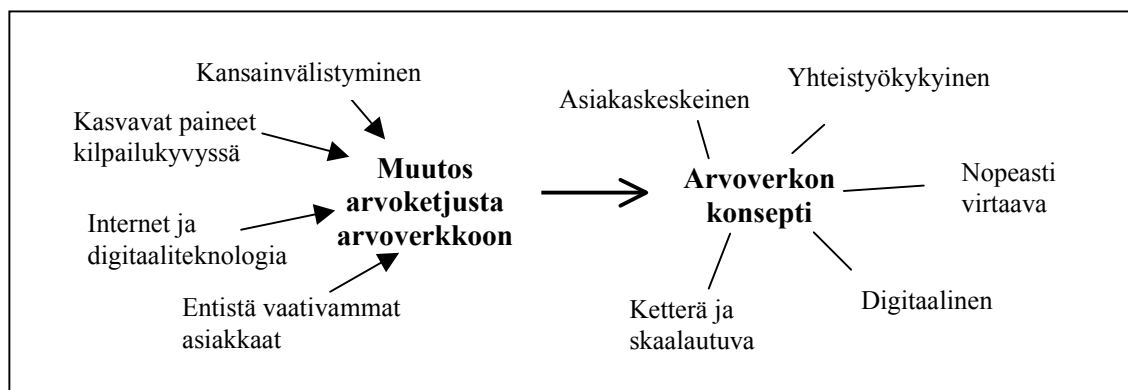 Kansainvälistyminen
Kasvavat paineet
kilpailukyvyssä
Internet ja
digitaaliteknologia
Entistä vaativammat
asiakkaat
Muutos
arvoketjusta
arvoverkkoon
Asiakaskeskeinen
Yhteistyökykyinen
Arvoverkon
konsepti
Nopeasti
virtaava
Ketterä ja
skaalautuva
Digitaalinen